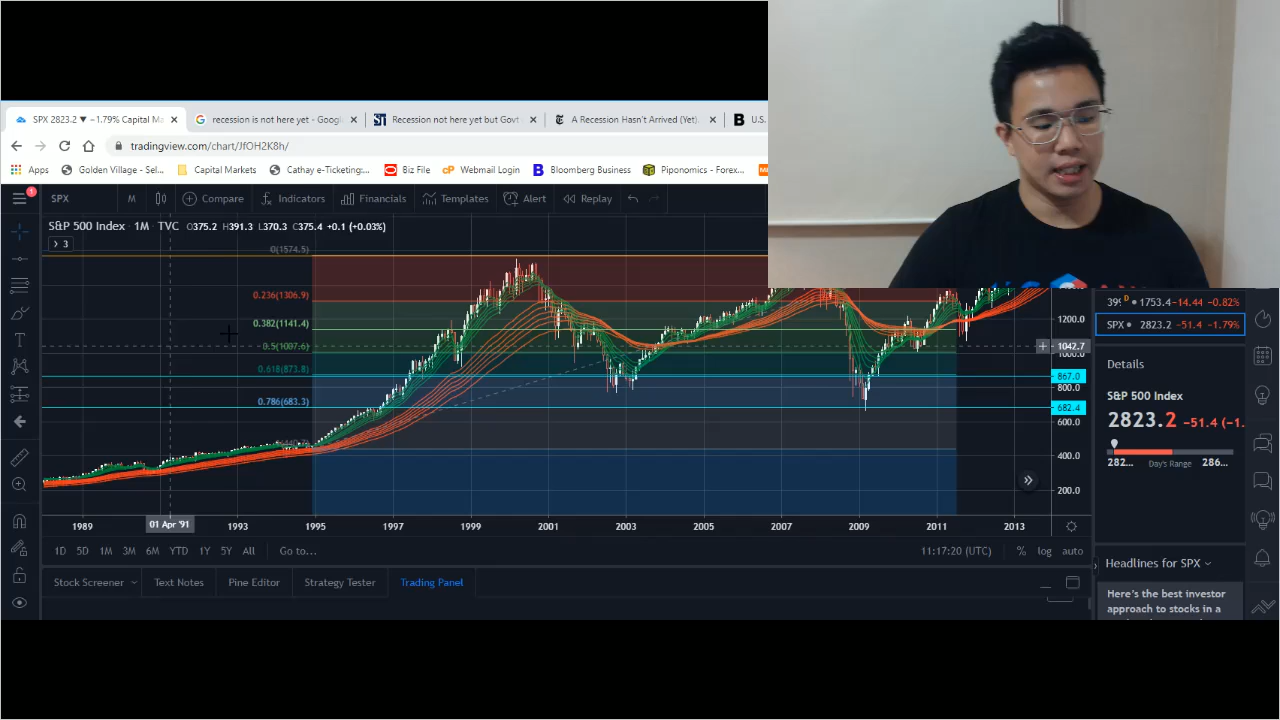 SPX 2823.2 ▼ −1.79% Capital Ma
recession is not here yet - Googl
Recession not here yet but Govt
A Recession Hasn't Arrived (Yet).
U.S.
tradingview.com/chart/JfOH2K8h/
Apps
Golden Village - Sel...
Capital Markets
Cathay e-Ticketing:...
Biz File
cP Webmail Login
Bloomberg Business
Piponomics - Forex...
1
SPX
M
Compare
Indicators
Financials
Templates
Alert
Replay
S&P 500 Index · 1M · TVC O375.2 H391.3 L370.3 C375.4 +0.1 (+0.03%)
3
0(1574.5)
0.236(1306.9)
0.382(1141.4)
0.5(1007.6)
0.618(873.8)
0.786(683.3)
1200.0
1042.7
1000.0
867.0
800.0
682.4
600.0
400.0
200.0
1989
01 Apr '91
1993
1995
1997
1999
2001
2003
2005
2007
2009
2011
2013
1D 5D 1M 3M 6M YTD 1Y 5Y All Go to...
11:17:20 (UTC) % log auto
Stock Screener
Text Notes
Pine Editor
Strategy Tester
Trading Panel
D 1753.4 -14.44 -0.82%
SPX 2823.2 -51.4 -1.79%
Details
S&P 500 Index
2823.2 -51.4 (-1.
282... Day's Range 286...
Headlines for SPX
Here's the best investor
approach to stocks in a